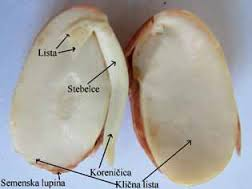 Lista
Stebelce
Koreničica
Semenska lupina
Klična lista